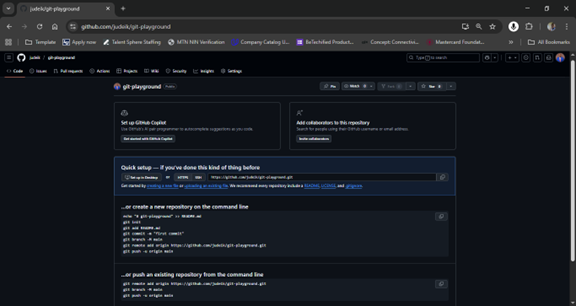 judeik/git-playground
github.com/judeik/git-playground
Template
Apply now
Talent Sphere Staffing
MTN NIN Verification
Company Catalog U...
BeTechified Produc...
Concept Connectio...
Mastercard Foundat...
All Bookmarks
judeik / git-playground
Type / to search
Code
Issues
Pull requests
Actions
Projects
Wiki
Security
Insights
Settings
git-playground
Public
Pin
Watch
Fork
Star
Set up GitHub Copilot
Use GitHub's AI pair programmer to autocomplete suggestions as you code.
Get started with GitHub Copilot
Add collaborators to this repository
Search for people using their GitHub username or email address.
Invite collaborators
Quick setup — if you've done this kind of thing before
Set up in Desktop or HTTPS SSH https://github.com/judeik/git-playground.git
Get started by creating a new file or uploading an existing file. We recommend every repository include a README, LICENSE, and .gitignore.
...or create a new repository on the command line
echo "# git-playground" >> README.md
git init
git add README.md
git commit -m "first commit"
git branch -M main
git remote add origin https://github.com/judeik/git-playground.git
git push -u origin main
...or push an existing repository from the command line
git remote add origin https://github.com/judeik/git-playground.git
git branch -M main
git push -u origin main